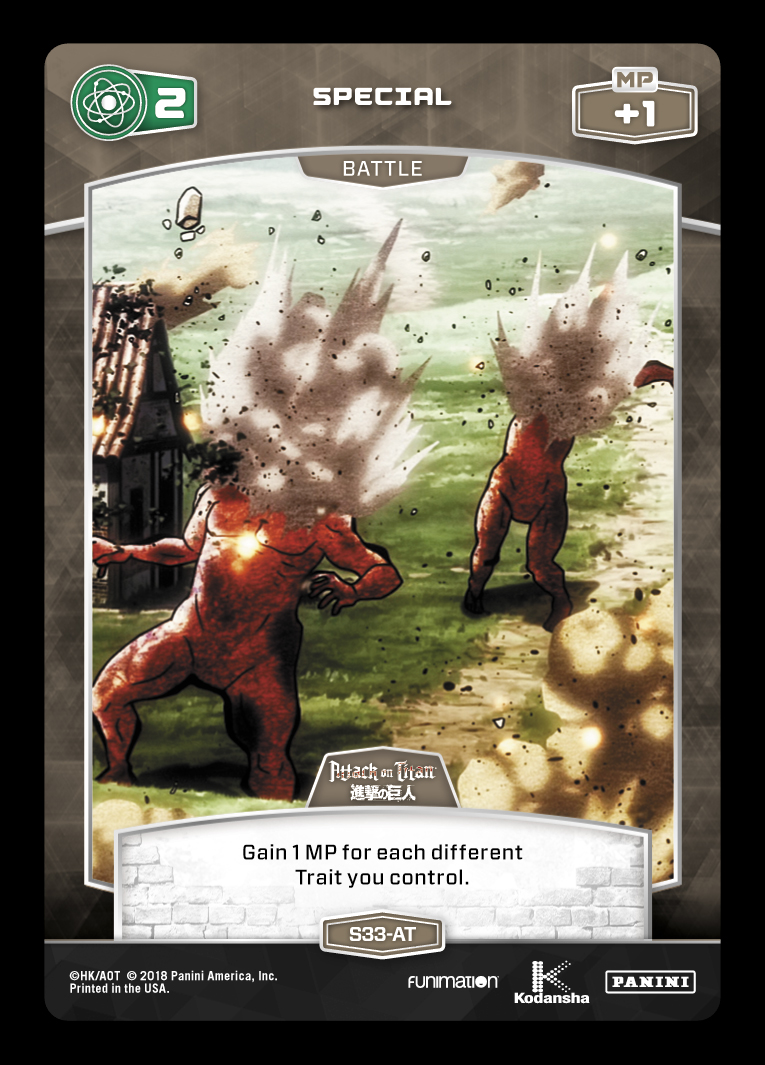 2
SPECIAL
MP
+1
BATTLE
Attack on Titan
進撃の巨人
Gain 1 MP for each different
Trait you control.
S33-AT
©HK/AOT © 2018 Panini America, Inc.
Printed in the USA.
FUNIMATION
K
Kodansha
PANINI